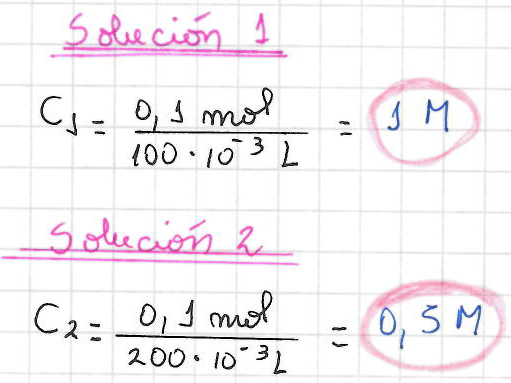 Solución 1
C₁ = 0,1 mol / 100 · 10⁻³ L = 1 M
Solución 2
C₂ = 0,1 mol / 200 · 10⁻³ L = 0,5 M